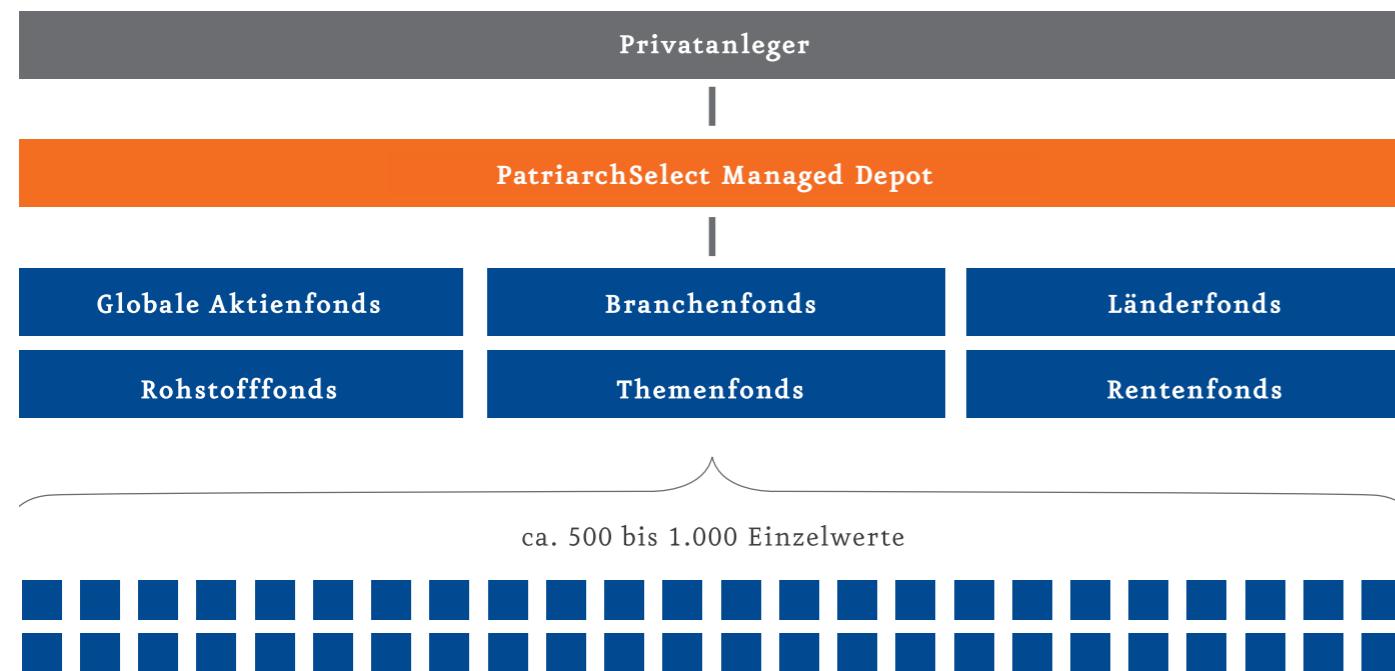 Privatanleger
PatriarchSelect Managed Depot
Globale Aktienfonds
Branchenfonds
Länderfonds
Rohstofffonds
Themenfonds
Rentenfonds
ca. 500 bis 1.000 Einzelwerte